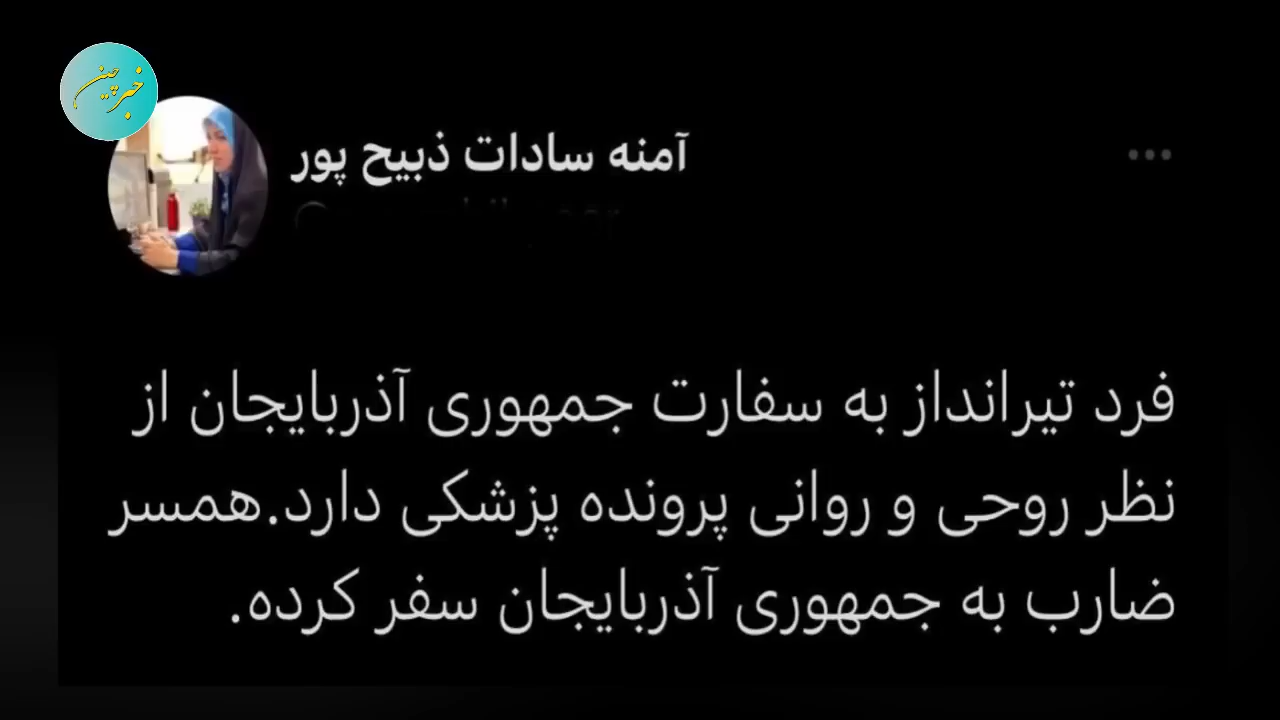 خبرچین
آمنه سادات ذبیح پور
فرد تیرانداز به سفارت جمهوری آذربایجان از
نظر روحی و روانی پرونده پزشکی دارد.همسر
ضارب به جمهوری آذربایجان سفر کرده.